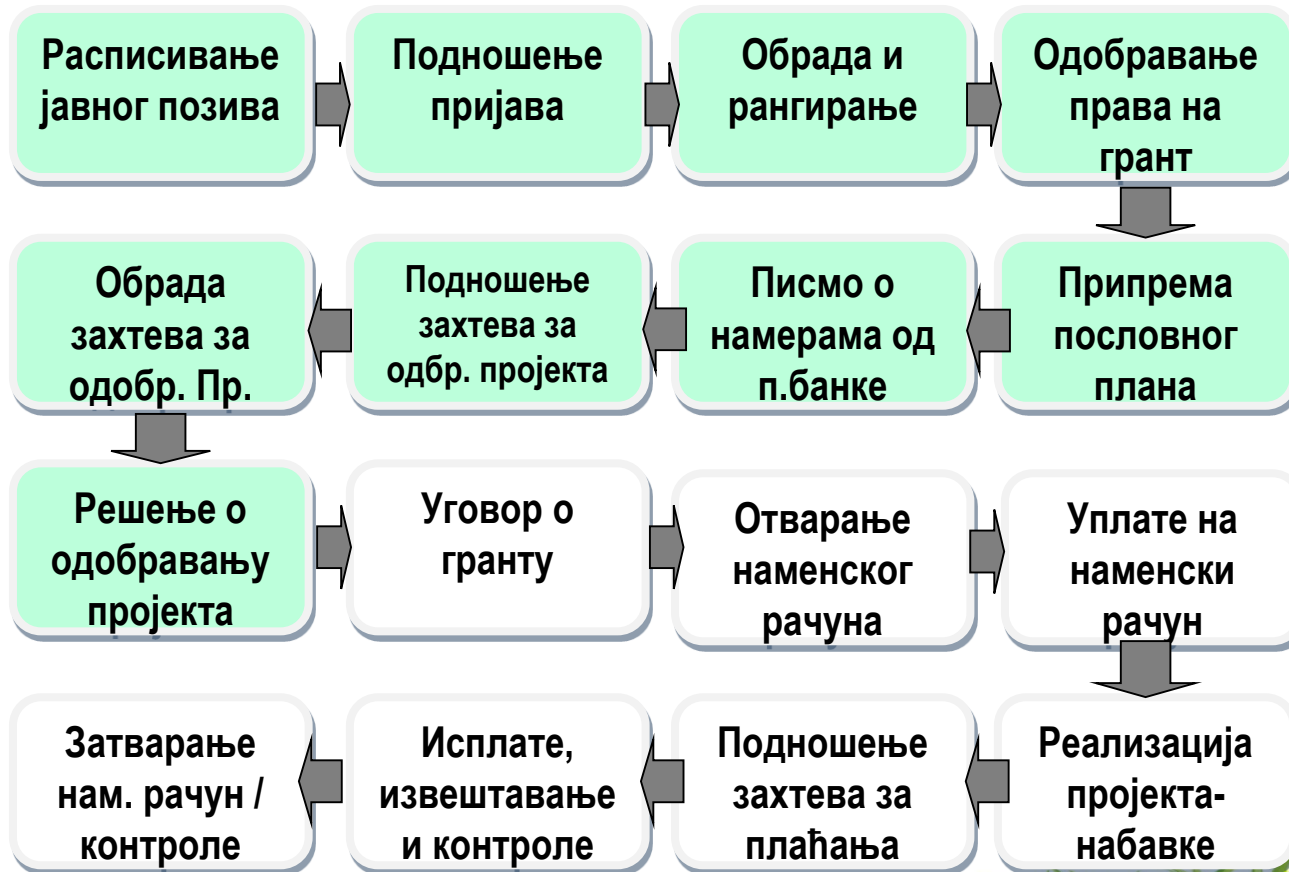 Расписивање
јавног позива
Подношење
пријава
Обрада и
рангирање
Одобравање
права на
грант
Припрема
пословног
плана
Писмо о
намерама од
п.банке
Подношење
захтева за
одбр. пројекта
Обрада
захтева за
одобр. Пр.
Решење о
одобравању
пројекта
Уговор о
гранту
Отварање
наменског
рачуна
Уплате на
наменски
рачун
Реализација
пројекта-
набавке
Подношење
захтева за
плаћања
Исплате,
извештавање
и контроле
Затварање
нам. рачун /
контроле